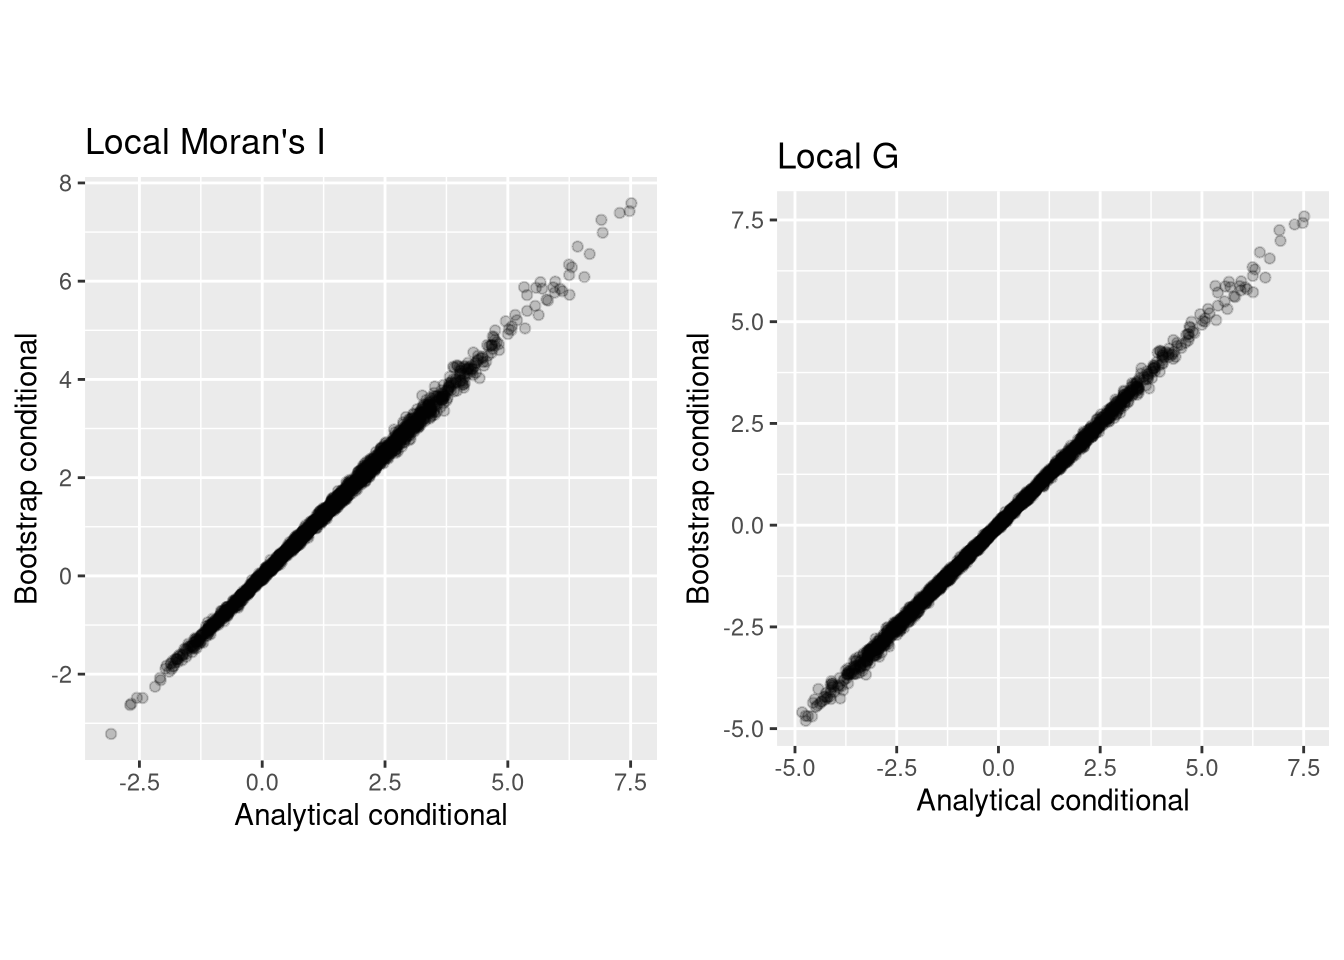 Local Moran's I
8
6
4
2
0
-2
Bootstrap conditional
-2.5 0.0 2.5 5.0 7.5
Analytical conditional
Local G
7.5
5.0
2.5
0.0
-2.5
-5.0
Bootstrap conditional
-5.0 -2.5 0.0 2.5 5.0 7.5
Analytical conditional